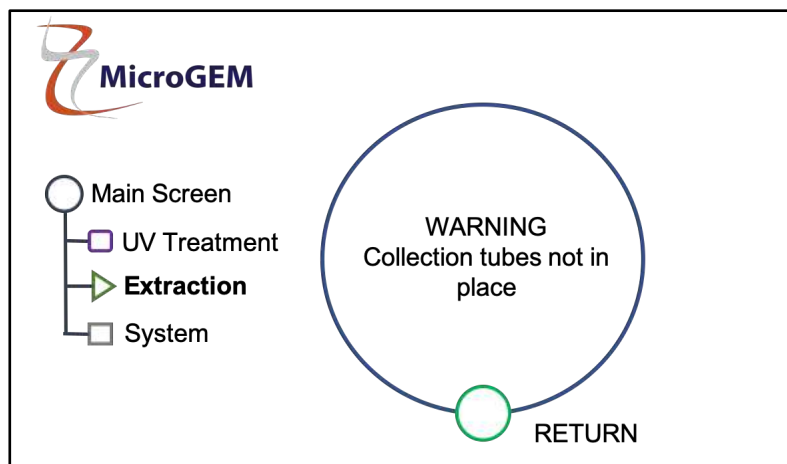 MicroGEM
Main Screen
UV Treatment
Extraction
System
WARNING
Collection tubes not in
place
RETURN